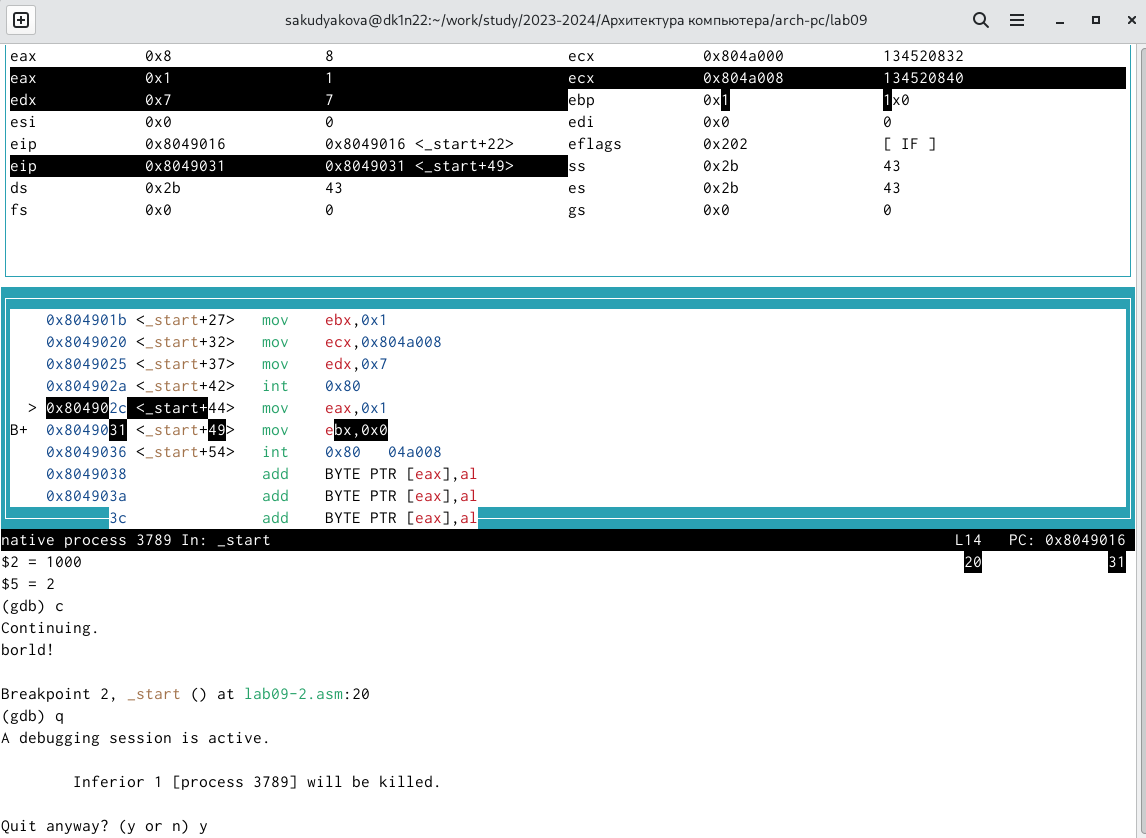 sakudyakova@dk1n22:~/work/study/2023-2024/Архитектура компьютера/arch-pc/lab09
eax 0x8 8 ecx 0x804a000 134520832
eax 0x1 1 ecx 0x804a008 134520840
edx 0x7 7 ebp 0x1 1x0
esi 0x0 0 edi 0x0 0
eip 0x8049016 0x8049016 <_start+22> eflags 0x202 [ IF ]
eip 0x8049031 0x8049031 <_start+49> ss 0x2b 43
ds 0x2b 43 es 0x2b 43
fs 0x0 0 gs 0x0 0
0x804901b <_start+27> mov ebx,0x1
0x8049020 <_start+32> mov ecx,0x804a008
0x8049025 <_start+37> mov edx,0x7
0x804902a <_start+42> int 0x80
> 0x804902c <_start+44> mov eax,0x1
B+ 0x8049031 <_start+49> mov ebx,0x0
0x8049036 <_start+54> int 0x80 04a008
0x8049038 add BYTE PTR [eax],al
0x804903a add BYTE PTR [eax],al
3c add BYTE PTR [eax],al
native process 3789 In: _start L14 PC: 0x8049016
$2 = 1000 20 31
$5 = 2
(gdb) c
Continuing.
borld!
Breakpoint 2, _start () at lab09-2.asm:20
(gdb) q
A debugging session is active.
Inferior 1 [process 3789] will be killed.
Quit anyway? (y or n) y